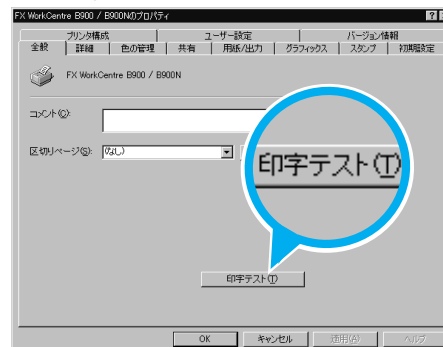 FX WorkCentre B900 / B900Nのプロパティ
プリンタ構成 ユーザー設定 バージョン情報
全般 詳細 色の管理 共有 用紙/出力 グラフィックス スタンプ 初期設定
FX WorkCentre B900 / B900N
コメント(C):
区切りページ(S): (なし)
印字テスト(T)
印字テスト(T)
OK キャンセル 適用(A) ヘルプ